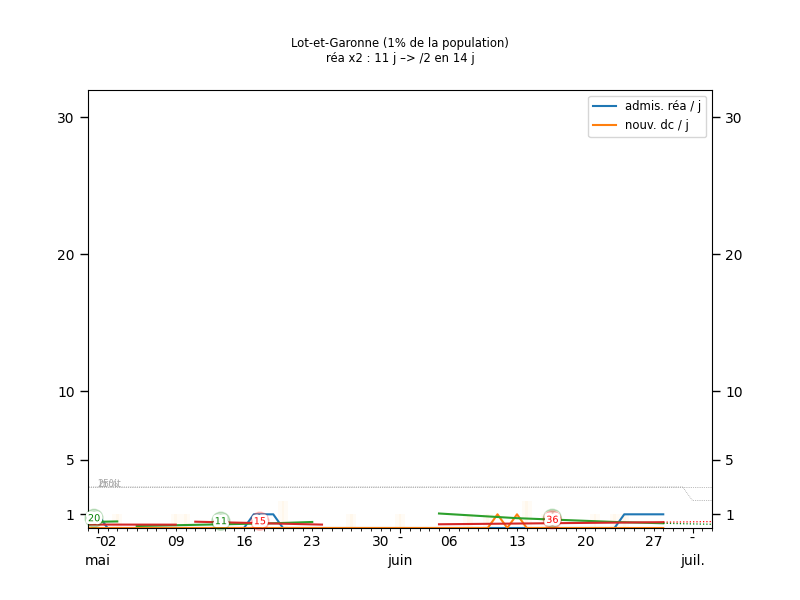 Lot-et-Garonne (1% de la population)
réa x2 : 11 j –> /2 en 14 j
admis. réa / j
nouv. dc / j
30 30
20 20
10 10
5 5
1 1
20 11 15 36
02 09 16 23 30 - 06 13 20 27 -
mai juin juil.